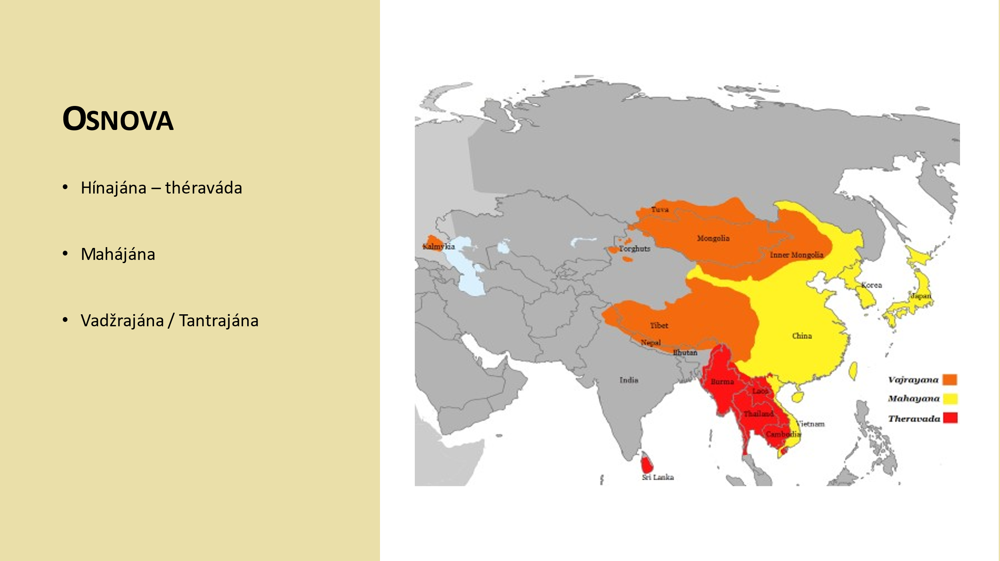 OSNOVA
• Hínajána – théraváda
• Mahájána
• Vadžrajána / Tantrajána
Tuva
Mongolia
Kalmykia
Torghuts
Inner Mongolia
Korea
Japan
Tibet
China
Nepal
Bhutan
India
Burma
Laos
Thailand
Vietnam
Cambodia
Sri Lanka
Vajrayana
Mahayana
Theravada